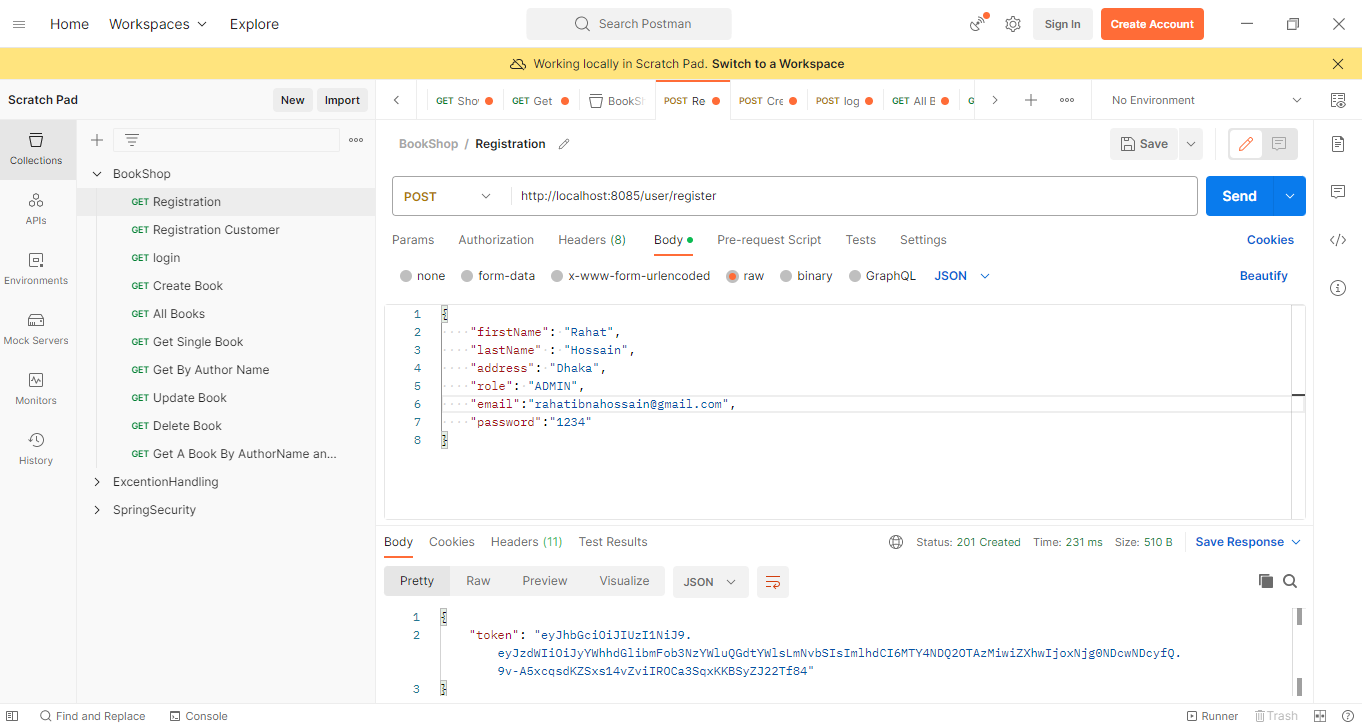 Home Workspaces Explore Search Postman Sign In Create Account
Working locally in Scratch Pad. Switch to a Workspace
Scratch Pad New Import
GET Sho GET Get BookSh POST Re POST Cre POST log GET All B G No Environment
Collections
APIs
Environments
Mock Servers
Monitors
History
BookShop
GET Registration
GET Registration Customer
GET login
GET Create Book
GET All Books
GET Get Single Book
GET Get By Author Name
GET Update Book
GET Delete Book
GET Get A Book By AuthorName an...
ExcentionHandling
SpringSecurity
BookShop / Registration Save
POST http://localhost:8085/user/register Send
Params Authorization Headers (8) Body Pre-request Script Tests Settings Cookies
none form-data x-www-form-urlencoded raw binary GraphQL JSON Beautify
1 {
2 "firstName": "Rahat",
3 "lastName" : "Hossain",
4 "address": "Dhaka",
5 "role": "ADMIN",
6 "email":"rahatibnahossain@gmail.com",
7 "password":"1234"
8 }
Body Cookies Headers (11) Test Results Status: 201 Created Time: 231 ms Size: 510 B Save Response
Pretty Raw Preview Visualize JSON
1 {
2 "token": "eyJhbGciOiJIUzI1NiJ9.
eyJzdWIiOiJyYWhhdGlibmFob3NzYWluQGdtYWlsLmNvbSIsImlhdCI6MTY4NDQ2OTAzMiwiZXhwIjoxNjg0NDcwNDcyfQ.
9v-A5xcqsdKZSxs14vZviIROCa3SqxKKBSyZJ22Tf84"
3 }
Find and Replace Console Runner Trash